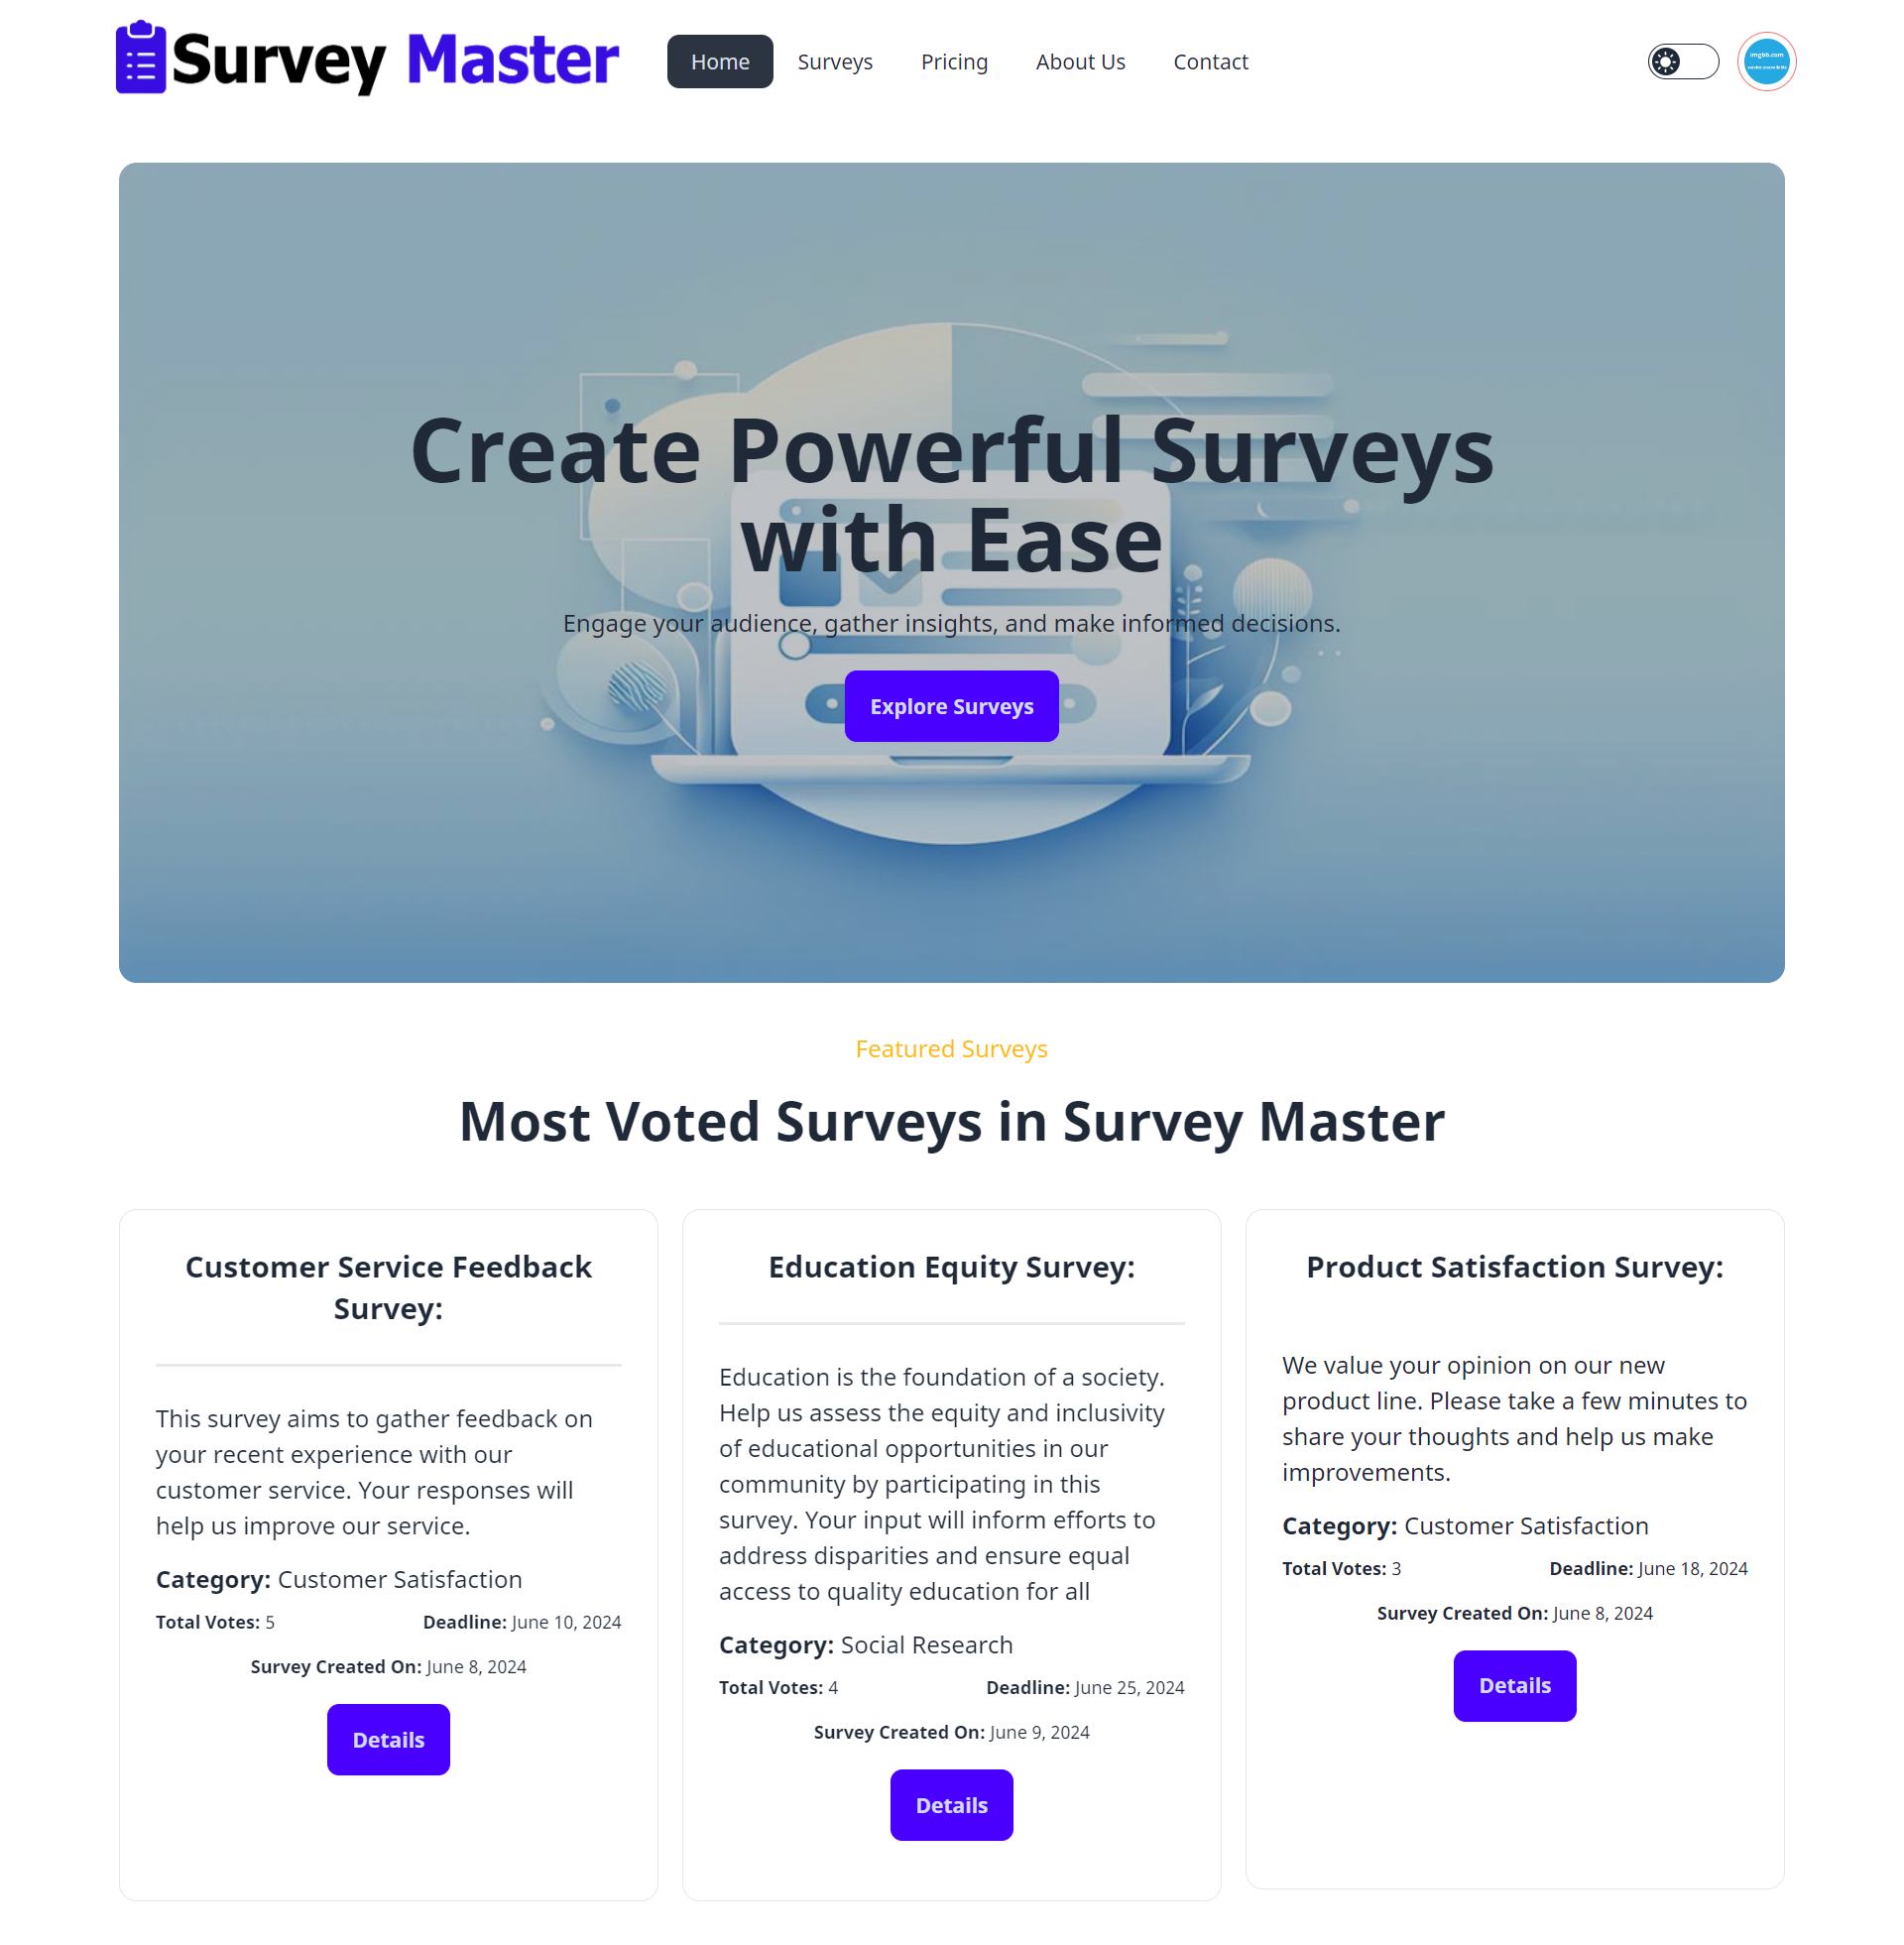 Survey Master
Home
Surveys
Pricing
About Us
Contact
imgbb.com
Create Powerful Surveys
with Ease
Engage your audience, gather insights, and make informed decisions.
Explore Surveys
Featured Surveys
Most Voted Surveys in Survey Master
Customer Service Feedback
Survey:
This survey aims to gather feedback on
your recent experience with our
customer service. Your responses will
help us improve our service.
Category: Customer Satisfaction
Total Votes: 5
Deadline: June 10, 2024
Survey Created On: June 8, 2024
Details
Education Equity Survey:
Education is the foundation of a society.
Help us assess the equity and inclusivity
of educational opportunities in our
community by participating in this
survey. Your input will inform efforts to
address disparities and ensure equal
access to quality education for all
Category: Social Research
Total Votes: 4
Deadline: June 25, 2024
Survey Created On: June 9, 2024
Details
Product Satisfaction Survey:
We value your opinion on our new
product line. Please take a few minutes to
share your thoughts and help us make
improvements.
Category: Customer Satisfaction
Total Votes: 3
Deadline: June 18, 2024
Survey Created On: June 8, 2024
Details